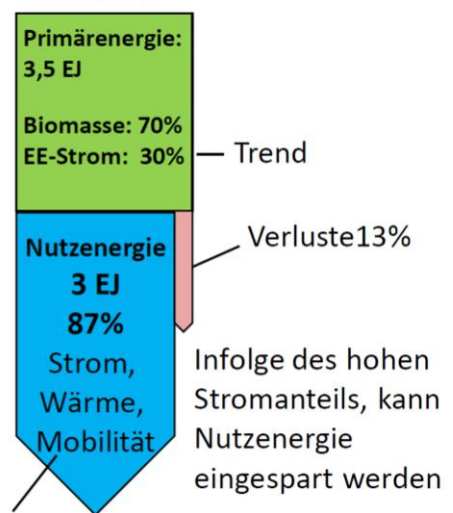 Primärenergie:
3,5 EJ
Biomasse: 70%
EE-Strom: 30%
Trend
Verluste13%
Nutzenergie
3 EJ
87%
Strom,
Wärme,
Mobilität
Infolge des hohen
Stromanteils, kann
Nutzenergie
eingespart werden